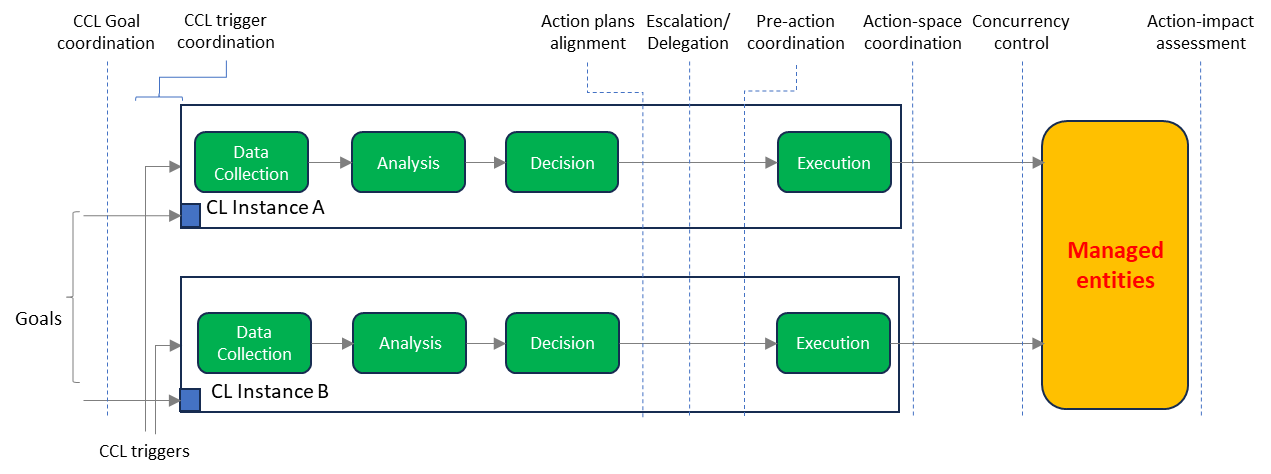 CCL Goal
coordination
CCL trigger
coordination
Action plans
alignment
Escalation/
Delegation
Pre-action
coordination
Action-space
coordination
Concurrency
control
Action-impact
assessment
Data
Collection
Analysis
Decision
Execution
CL Instance A
Managed
entities
Goals
Data
Collection
Analysis
Decision
Execution
CL Instance B
CCL triggers